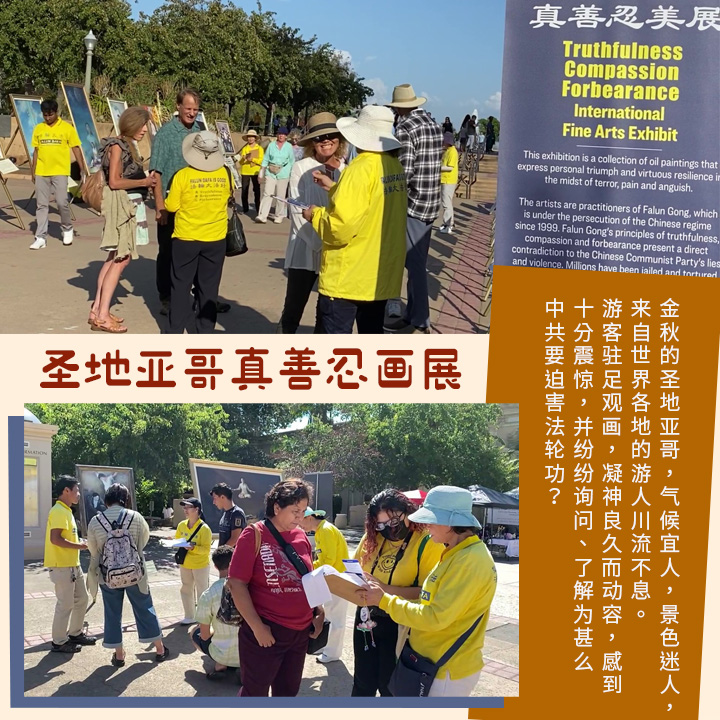 真善忍美展
Truthfulness
Compassion
Forbearance
International
Fine Arts Exhibit
This exhibition is a collection of oil paintings that
express personal triumph and virtuous resilience in
the midst of terror, pain and anguish.
The artists are practitioners of Falun Gong, which
is under the persecution of the Chinese regime
since 1999. Falun Gong's principles of truthfulness,
compassion and forbearance present a direct
contradiction to the Chinese Communist Party's lies
and violence. Millions have been jailed and tortured
FALUN DAFA IS GOOD
圣地亚哥真善忍画展
金秋的圣地亚哥，气候宜人，景色迷人，
来自世界各地的游人川流不息。
游客驻足观画，凝神良久而动容，感到
十分震惊，并纷纷询问、了解为甚么
中共要迫害法轮功？